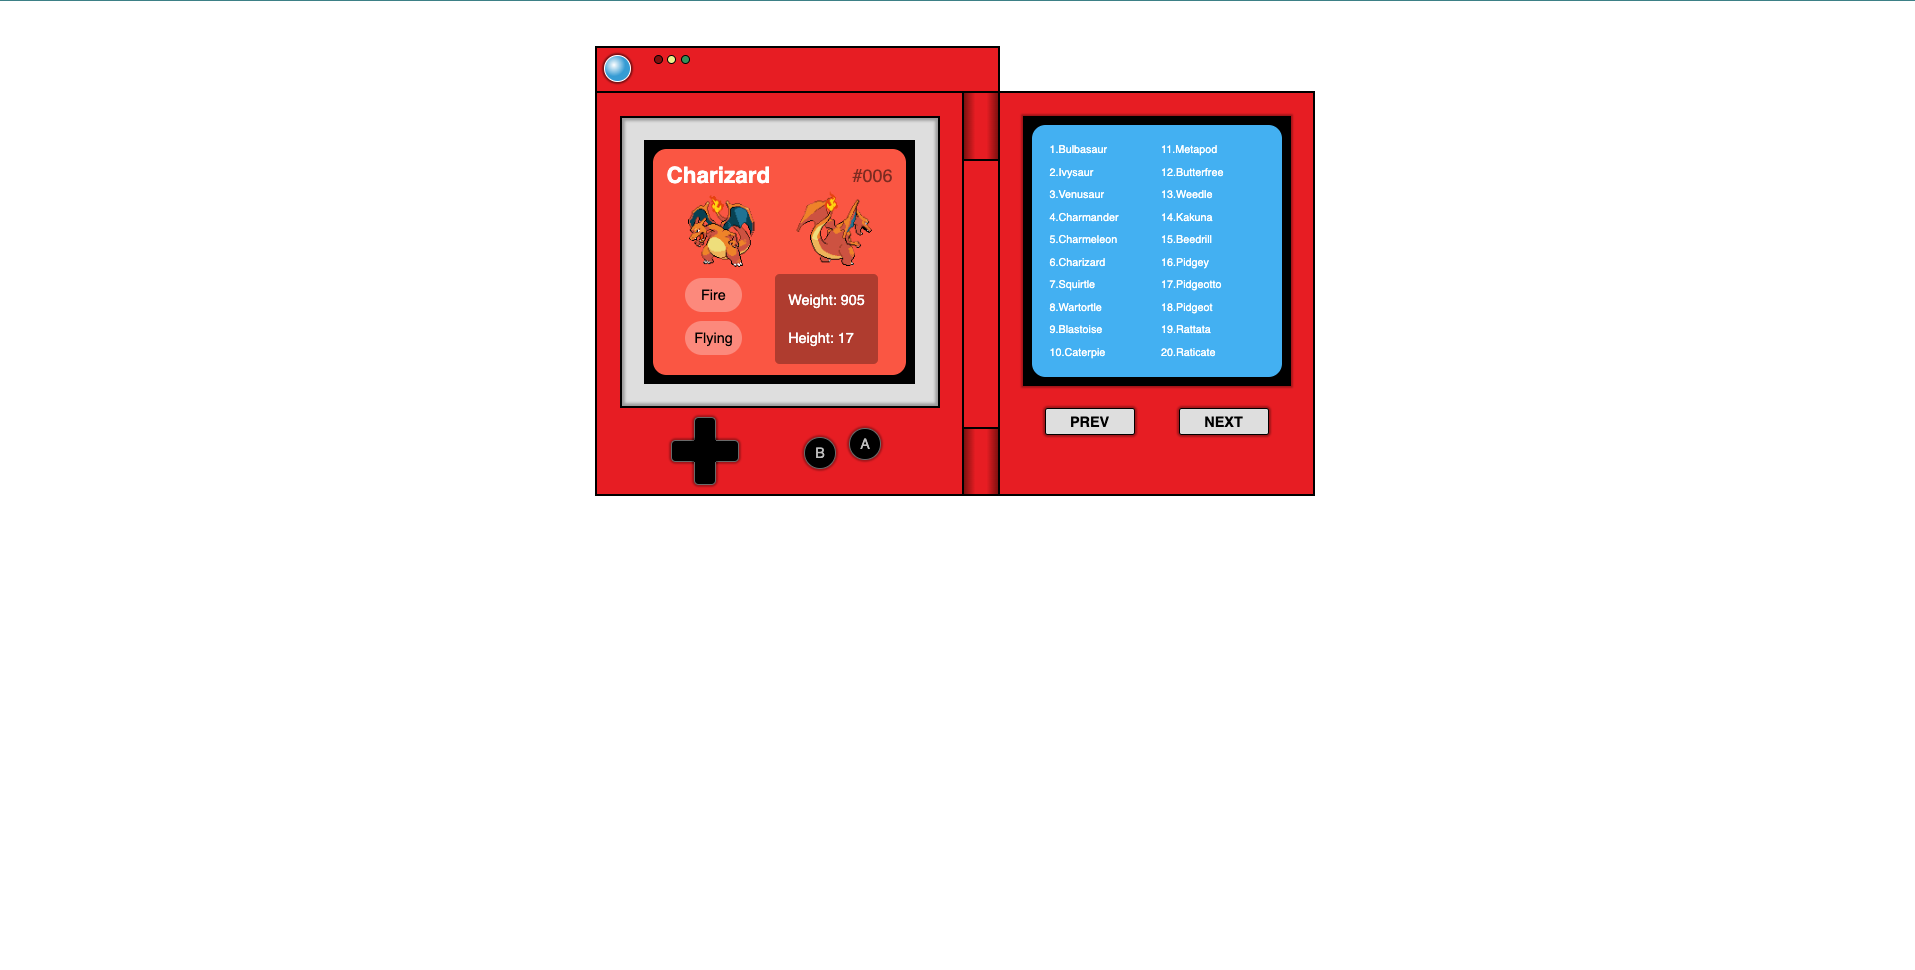 Charizard #006
Fire
Flying
Weight: 905
Height: 17
B
A
1.Bulbasaur
2.Ivysaur
3.Venusaur
4.Charmander
5.Charmeleon
6.Charizard
7.Squirtle
8.Wartortle
9.Blastoise
10.Caterpie
11.Metapod
12.Butterfree
13.Weedle
14.Kakuna
15.Beedrill
16.Pidgey
17.Pidgeotto
18.Pidgeot
19.Rattata
20.Raticate
PREV NEXT